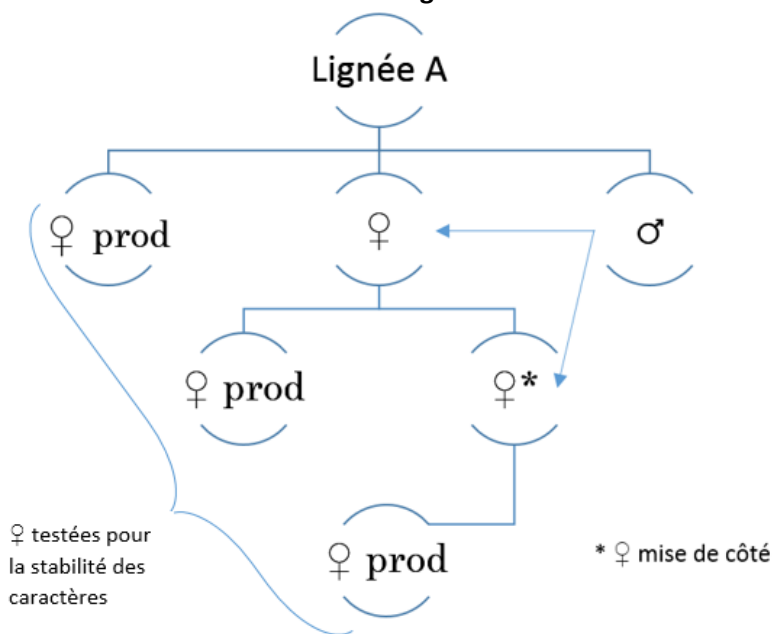 g
Lignée A
♀ prod
♀
♂
♀ prod
♀*
♀ testées pour
la stabilité des
caractères
♀ prod
* ♀ mise de côté